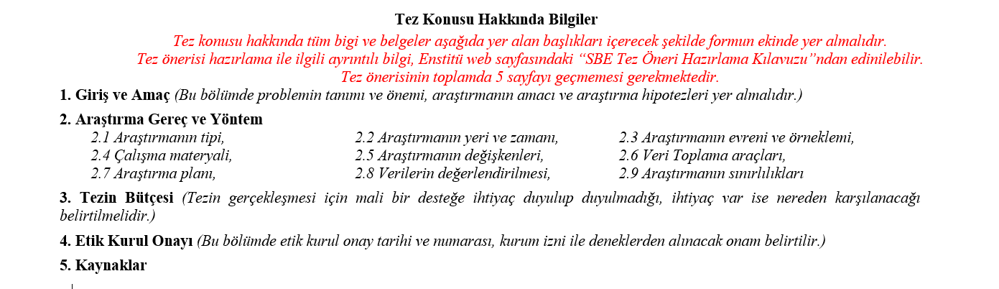 Tez Konusu Hakkında Bilgiler
Tez konusu hakkında tüm bigi ve belgeler aşağıda yer alan başlıkları içerecek şekilde formun ekinde yer almalıdır.
Tez önerisi hazırlama ile ilgili ayrıntılı bilgi, Enstitü web sayfasındaki “SBE Tez Öneri Hazırlama Kılavuzu”ndan edinilebilir.
Tez önerisinin toplamda 5 sayfayı geçmemesi gerekmektedir.
1. Giriş ve Amaç (Bu bölümde problemin tanımı ve önemi, araştırmanın amacı ve araştırma hipotezleri yer almalıdır.)
2. Araştırma Gereç ve Yöntem
2.1 Araştırmanın tipi, 2.2 Araştırmanın yeri ve zamanı, 2.3 Araştırmanın evreni ve örneklemi,
2.4 Çalışma materyali, 2.5 Araştırmanın değişkenleri, 2.6 Veri Toplama araçları,
2.7 Araştırma planı, 2.8 Verilerin değerlendirilmesi, 2.9 Araştırmanın sınırlılıkları
3. Tezin Bütçesi (Tezin gerçekleşmesi için mali bir desteğe ihtiyaç duyulup duyulmadığı, ihtiyaç var ise nereden karşılanacağı
belirtilmelidir.)
4. Etik Kurul Onayı (Bu bölümde etik kurul onay tarihi ve numarası, kurum izni ile deneklerden alınacak onam belirtilir.)
5. Kaynaklar